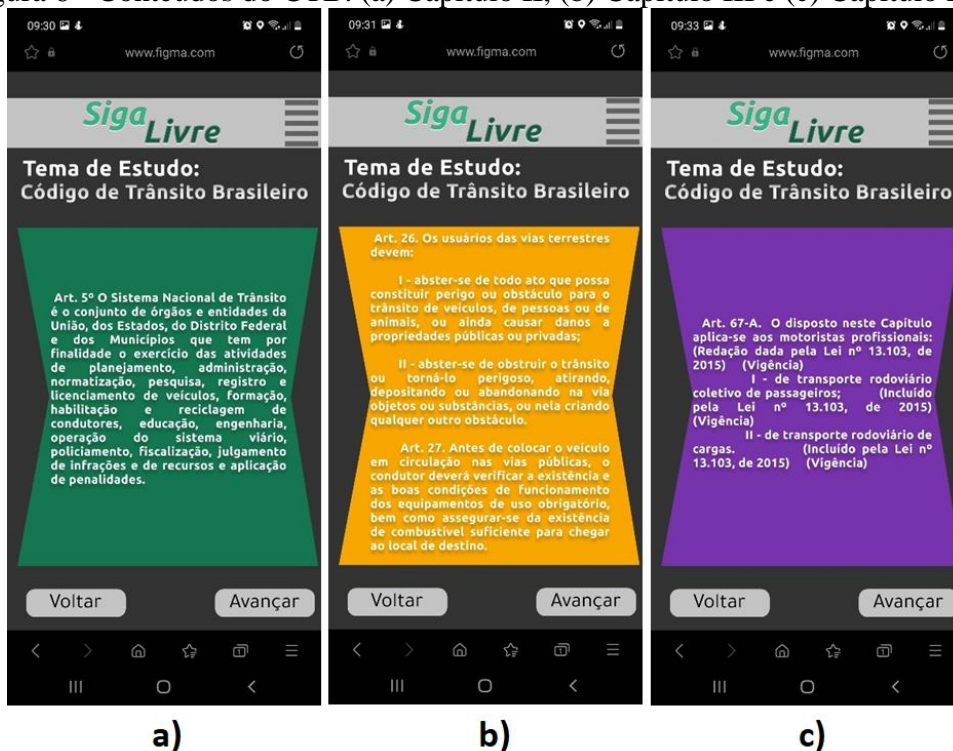 09:30
www.figma.com
Siga
Livre
Tema de Estudo:
Código de Trânsito Brasileiro
Art. 5º O Sistema Nacional de Trânsito
é o conjunto de órgãos e entidades da
União, dos Estados, do Distrito Federal
e dos Municípios que tem por
finalidade o exercício das atividades
de planejamento, administração,
normatização, pesquisa, registro e
licenciamento de veículos, formação,
habilitação e reciclagem de
condutores, educação, engenharia,
operação do sistema viário,
policiamento, fiscalização, julgamento
de infrações e de recursos e aplicação
de penalidades.
Voltar
Avançar
1
a)
09:31
www.figma.com
Siga
Livre
Tema de Estudo:
Código de Trânsito Brasileiro
Art. 26. Os usuários das vias terrestres
devem:
I - abster-se de todo ato que possa
constituir perigo ou obstáculo para o
trânsito de veículos, de pessoas ou de
animais, ou ainda causar danos a
propriedades públicas ou privadas;
II - abster-se de obstruir o trânsito
ou torná-lo perigoso, atirando,
depositando ou abandonando na via
objetos ou substâncias, ou nela criando
qualquer outro obstáculo.
Art. 27. Antes de colocar o veículo
em circulação nas vias públicas, o
condutor deverá verificar a existência e
as boas condições de funcionamento
dos equipamentos de uso obrigatório,
bem como assegurar-se da existência
de combustível suficiente para chegar
ao local de destino.
Voltar
Avançar
1
b)
09:33
www.figma.com
Siga
Livre
Tema de Estudo:
Código de Trânsito Brasileiro
Art. 67-A. O disposto neste Capítulo
aplica-se aos motoristas profissionais:
(Redação dada pela Lei nº 13.103, de
2015) (Vigência)
I - de transporte rodoviário
coletivo de passageiros; (Incluído
pela Lei nº 13.103, de 2015)
(Vigência)
II - de transporte rodoviário de
cargas. (Incluído pela Lei nº
13.103, de 2015) (Vigência)
Voltar
Avançar
1
c)